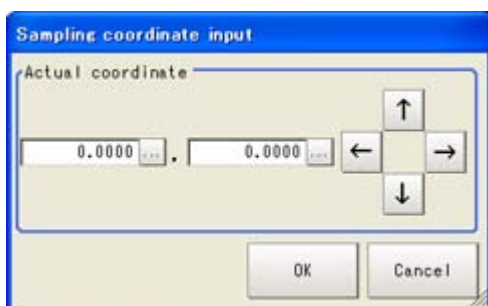 Sampling coordinate input
Actual coordinate
↑
0.0000 ... , 0.0000 ... ← →
↓
OK Cancel